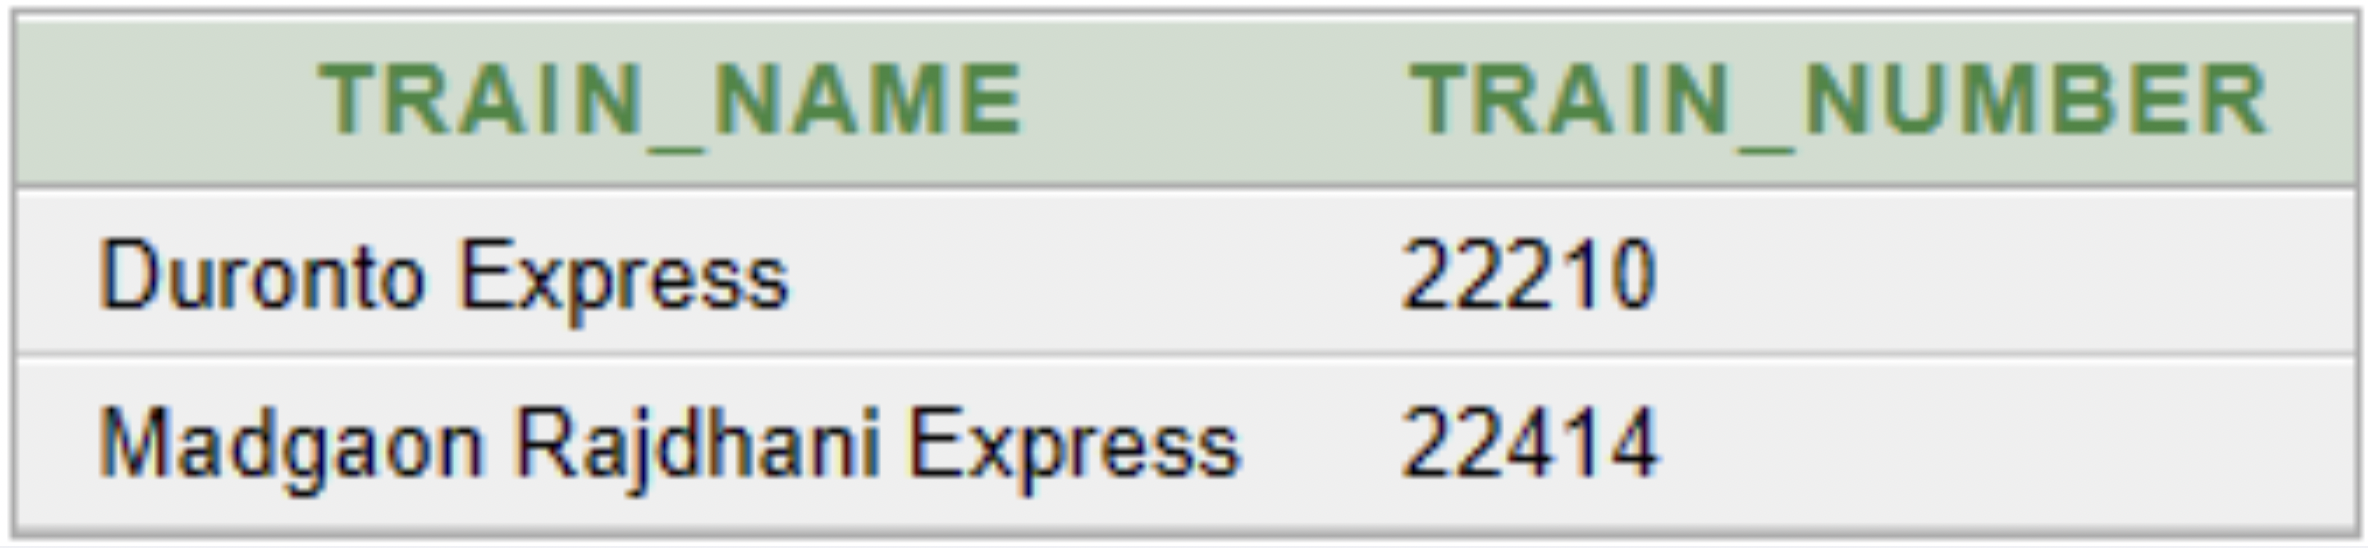 TRAIN_NAME TRAIN_NUMBER
Duronto Express 22210
Madgaon Rajdhani Express 22414